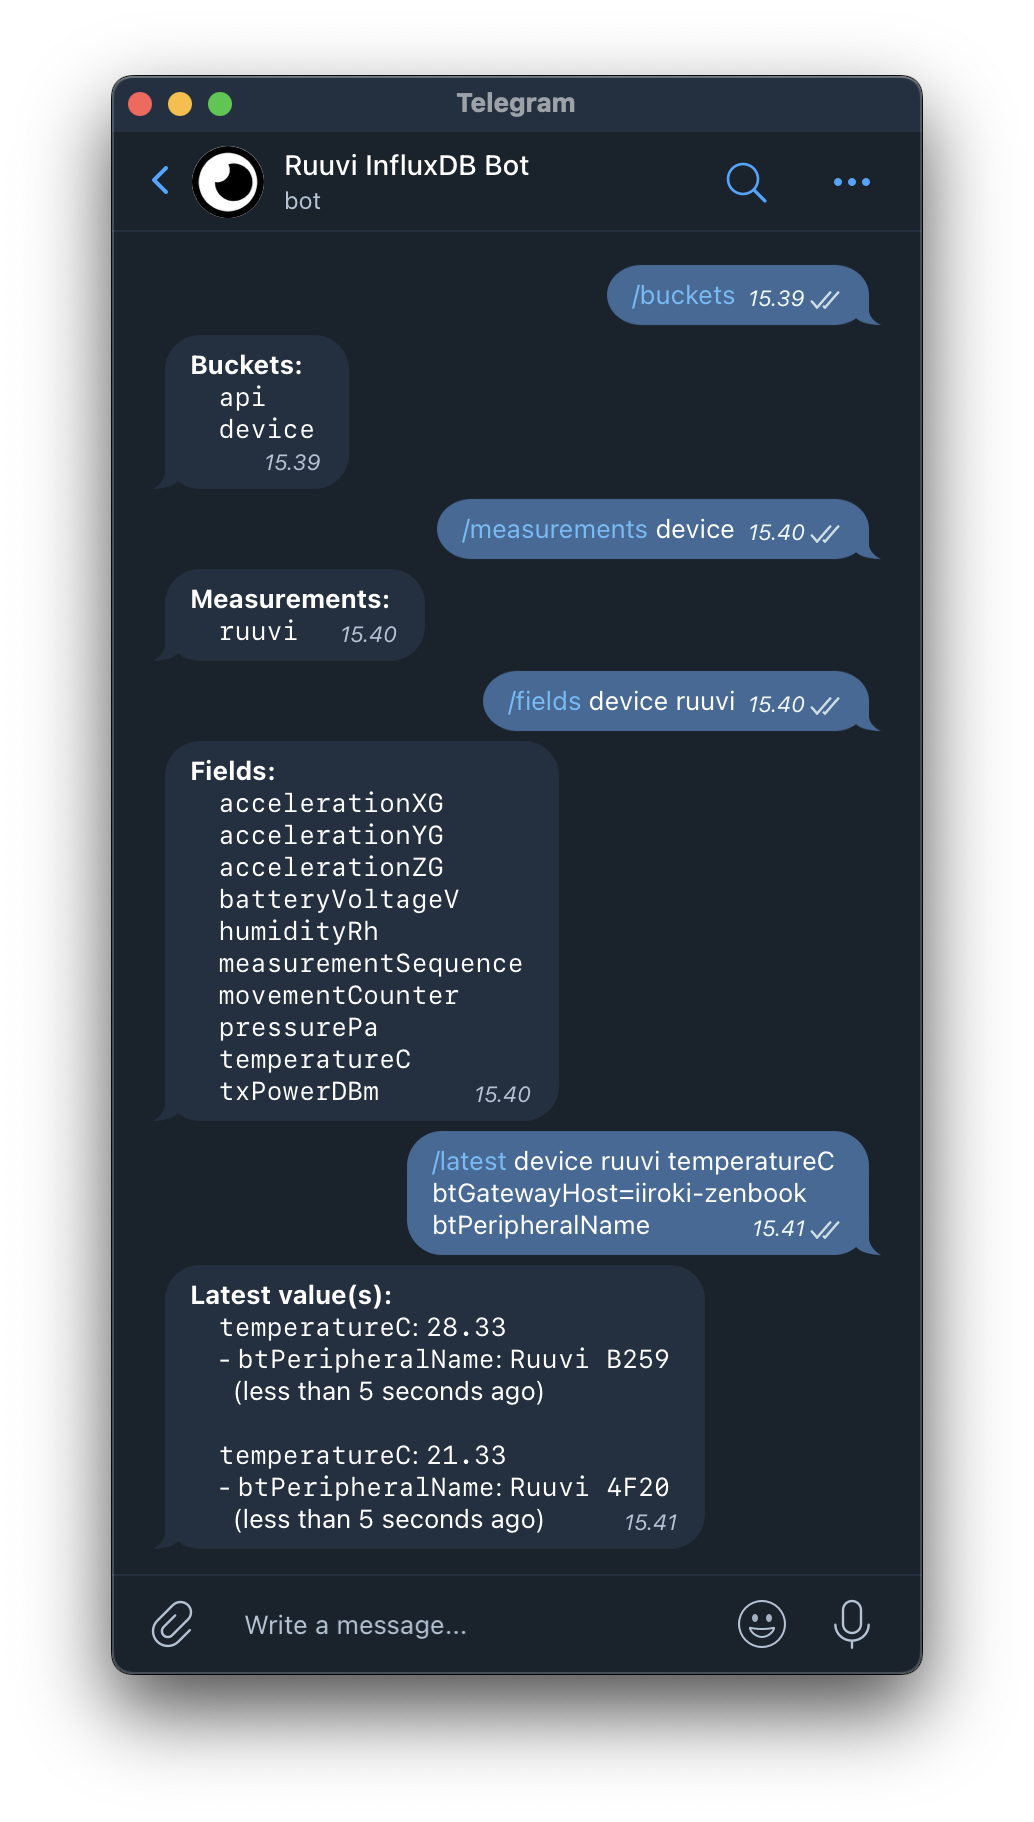 Telegram
Ruuvi InfluxDB Bot
bot
/buckets 15.39
Buckets:
api
device
15.39
/measurements device 15.40
Measurements:
ruuvi 15.40
/fields device ruuvi 15.40
Fields:
accelerationXG
accelerationYG
accelerationZG
batteryVoltageV
humidityRh
measurementSequence
movementCounter
pressurePa
temperatureC
txPowerDBm 15.40
/latest device ruuvi temperatureC
btGatewayHost=iiroki-zenbook
btPeripheralName 15.41
Latest value(s):
temperatureC: 28.33
- btPeripheralName: Ruuvi B259
(less than 5 seconds ago)
temperatureC: 21.33
- btPeripheralName: Ruuvi 4F20
(less than 5 seconds ago) 15.41
Write a message...